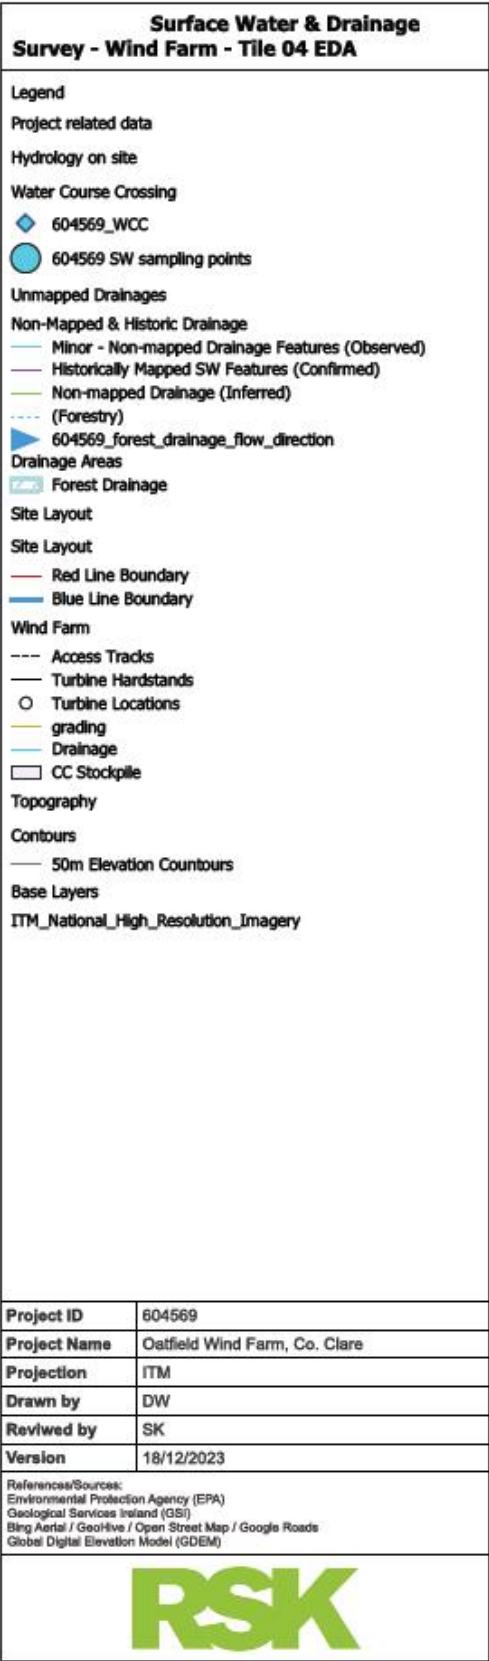 Surface Water & Drainage
Survey - Wind Farm - Tile 04 EDA
Legend
Project related data
Hydrology on site
Water Course Crossing
604569_WCC
604569 SW sampling points
Unmapped Drainages
Non-Mapped & Historic Drainage
Minor - Non-mapped Drainage Features (Observed)
Historically Mapped SW Features (Confirmed)
Non-mapped Drainage (Inferred)
(Forestry)
604569_forest_drainage_flow_direction
Drainage Areas
Forest Drainage
Site Layout
Site Layout
Red Line Boundary
Blue Line Boundary
Wind Farm
Access Tracks
Turbine Hardstands
Turbine Locations
grading
Drainage
CC Stockpile
Topography
Contours
50m Elevation Countours
Base Layers
ITM_National_High_Resolution_Imagery
Project ID 604569
Project Name Oatfield Wind Farm, Co. Clare
Projection ITM
Drawn by DW
Reviwed by SK
Version 18/12/2023
References/Sources:
Environmental Protection Agency (EPA)
Geological Services Ireland (GSI)
Bing Aerial / GeoHive / Open Street Map / Google Roads
Global Digital Elevation Model (GDEM)
RSK